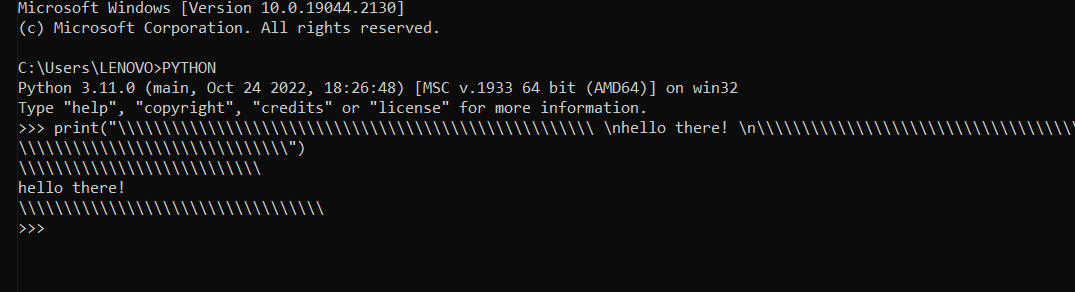 Microsoft Windows [Version 10.0.19044.2130]
(c) Microsoft Corporation. All rights reserved.
C:\Users\LENOVO>PYTHON
Python 3.11.0 (main, Oct 24 2022, 18:26:48) [MSC v.1933 64 bit (AMD64)] on win32
Type "help", "copyright", "credits" or "license" for more information.
>>> print("\\\\\\\\\\\\\\\\\\\\\\\\\\\\\\\\\\\\\\\\\\\\\\\\\\\\\ \nhello there! \n\\\\\\\\\\\\\\\\\\\\\\\\\\\\\\\\\\\\
\\\\\\\\\\\\\\\\\\\\\\\\\\\\\\")
\\\\\\\\\\\\\\\\\\\\\\\\\\\
hello there!
\\\\\\\\\\\\\\\\\\\\\\\\\\\\\\\\\\
>>>